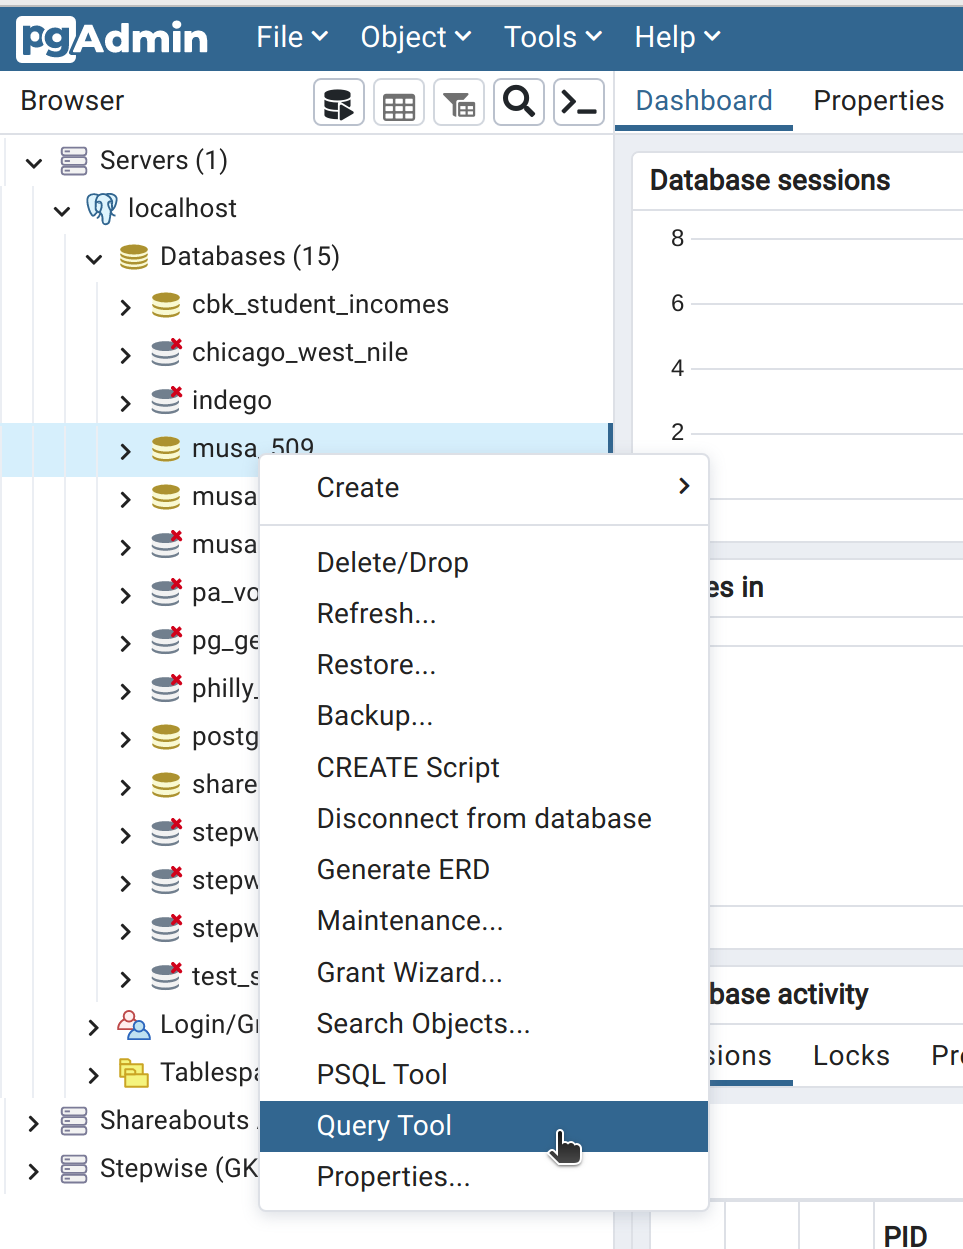 pgAdmin File Object Tools Help
Browser
Dashboard Properties
Servers (1)
localhost
Databases (15)
cbk_student_incomes
chicago_west_nile
indego
musa_509
musa
musa
pa_vo
pg_ge
philly_
postg
share
stepw
stepw
stepw
test_s
Login/G
Tablespa
Shareabouts
Stepwise (GK
Create
Delete/Drop
Refresh...
Restore...
Backup...
CREATE Script
Disconnect from database
Generate ERD
Maintenance...
Grant Wizard...
Search Objects...
PSQL Tool
Query Tool
Properties...
Database sessions
8
6
4
2
es in
base activity
sions Locks Pr
PID